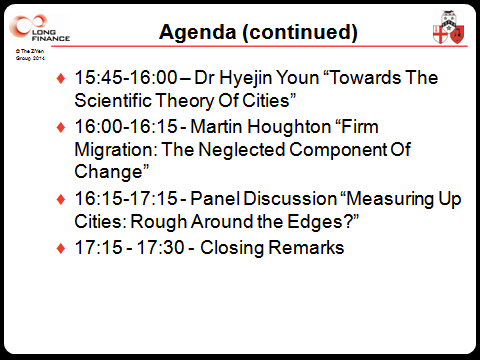 LONG
FINANCE
© The Z/Yen
Group 2014
Agenda (continued)
♦ 15:45-16:00 – Dr Hyejin Youn “Towards The
Scientific Theory Of Cities”
♦ 16:00-16:15 - Martin Houghton “Firm
Migration: The Neglected Component Of
Change”
♦ 16:15-17:15 - Panel Discussion “Measuring Up
Cities: Rough Around the Edges?”
♦ 17:15 - 17:30 - Closing Remarks